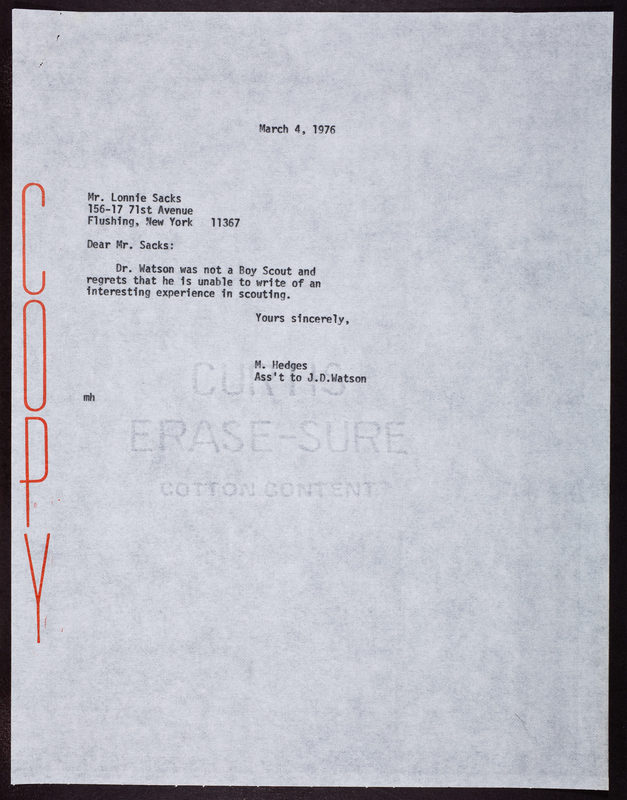 March 4, 1976
COPY
Mr. Lonnie Sacks
156-17 71st Avenue
Flushing, New York 11367
Dear Mr. Sacks:
Dr. Watson was not a Boy Scout and
regrets that he is unable to write of an
interesting experience in scouting.
Yours sincerely,
M. Hedges
Ass't to J.D.Watson
mh
CURTIS
ERASE-SURE
COTTON CONTENT